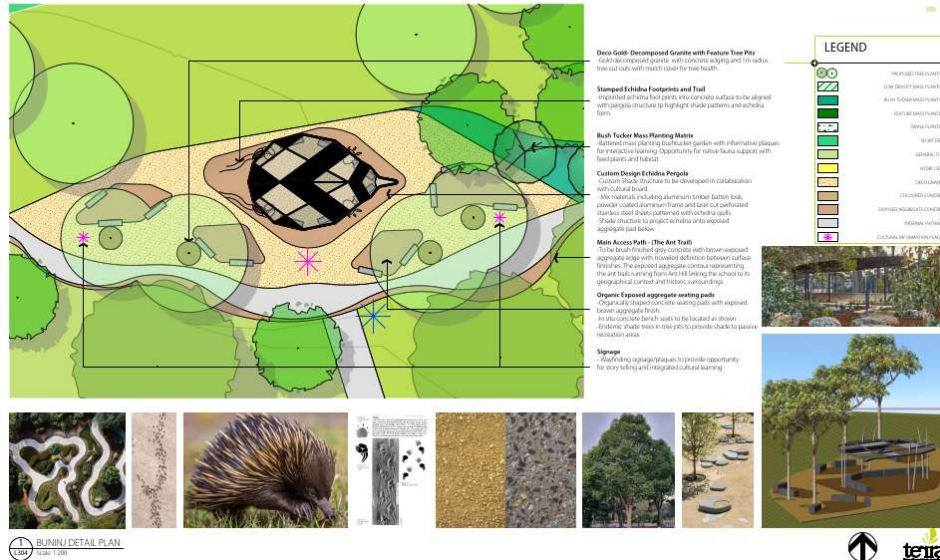 Deco Gold- Decomposed Granite with Feature Tree Pits
-Gold decomposed granite with concrete edging and 1m radius
tree cut outs with mulch cover for tree health
Stamped Echidna Footprints and Trail
-Imprinted echidna foot prints into concrete surface to be aligned
with pergola structure tp highlight shade patterns and echidna
form.
Bush Tucker Mass Planting Matrix
-Battered mass planting bushtucker garden with informative plaques
for interactive learning. Opportunity for native fauna support with
feed plants and habitat
Custom Design Echidna Pergola
-Custom Shade structure to be developed in collaboration
with cultural board .
-Mix materials including aluminum timber batton look,
powder coated aluminum frame and laser cut perforated
stainless steel sheets patterned with echidna quills
-Shade structure to project echidna onto exposed
aggregate pad below
Main Access Path - (The Ant Trail)
-To be brush finished grey concrete with brown exposed
aggregate edge with troweled definition between surface
finishes. The exposed aggregate contour representing
the ant trails running from Ant Hill linking the school to its
geographical context and historic surroundings
Organic Exposed aggregate seating pads
-Organically shaped concrete seating pads with exposed
brown aggregate finish
-In situ concrete bench seats to be located as shown
-Endemic shade trees in tree pits to provide shade to passive
recreation areas
Signage
-Wayfinding signage/plaques to provide opportunity
for story telling and integrated cultural learning
LEGEND
PROPOSED TREE PLANTI
LOW DENSITY MASS PLANTI
BUSH TUCKER MASS PLANTI
FEATURE MASS PLANTI
SWALE PLANTI
SPORT
GENERAL
DECO GRANI
COLOURED CONCRE
EXPOSED AGGREGATE CONCRE
INTERNAL PATHW
CULTURAL INFORMATION PLAQ
1
L304
BUNINJ DETAIL PLAN
Scale: 1:200
terra